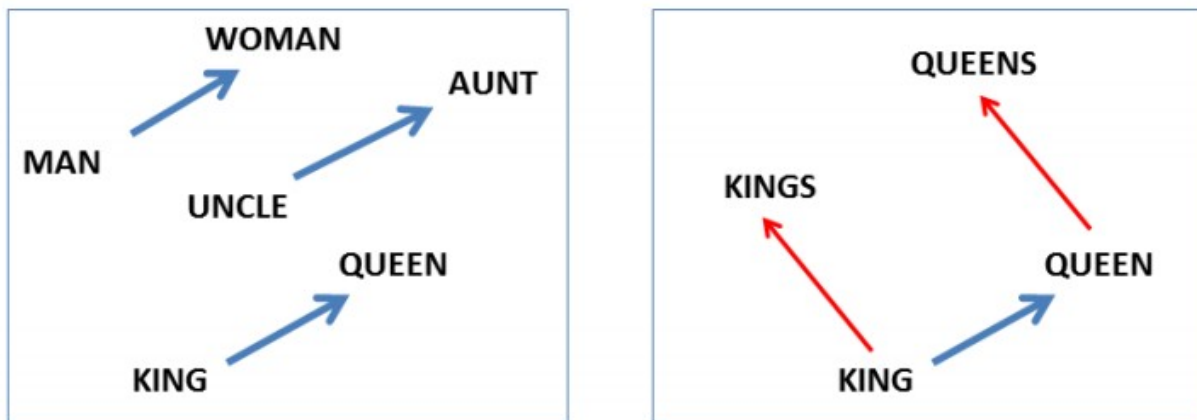 WOMAN
AUNT
MAN
UNCLE
QUEEN
KING
QUEENS
KINGS
QUEEN
KING